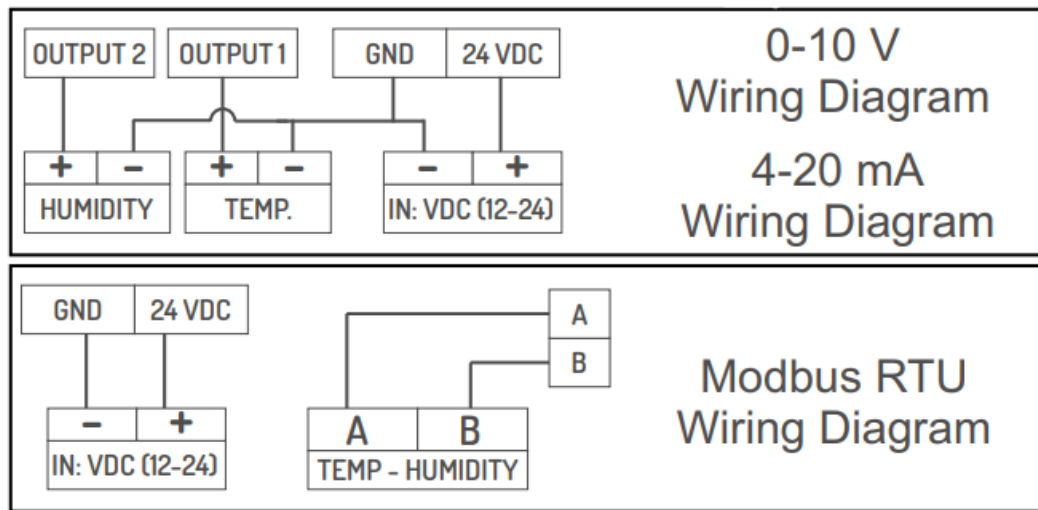 OUTPUT 2 OUTPUT 1 GND 24 VDC
+ - + - - +
HUMIDITY TEMP. IN: VDC (12-24)
0-10 V
Wiring Diagram
4-20 mA
Wiring Diagram
GND 24 VDC
- +
IN: VDC (12-24)
A
B
A B
TEMP - HUMIDITY
Modbus RTU
Wiring Diagram